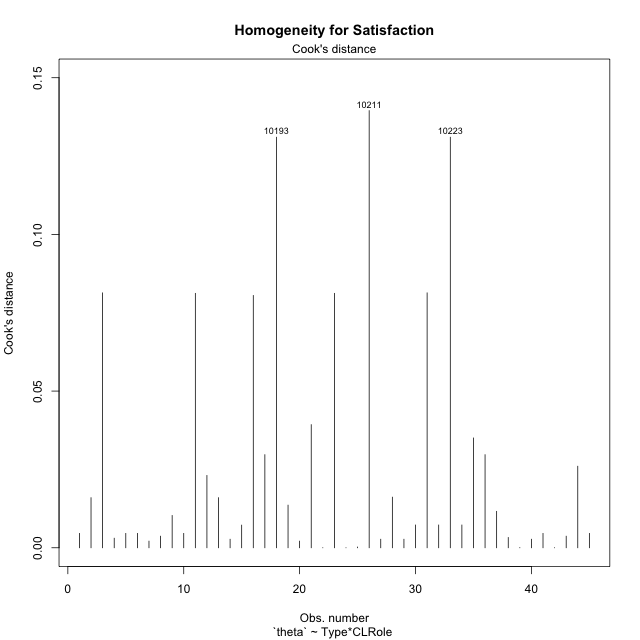 Homogeneity for Satisfaction
Cook's distance
0.15
10211
10193
10223
0.10
Cook's distance
0.05
0.00
0 10 20 30 40
Obs. number
`theta` ~ Type*CLRole